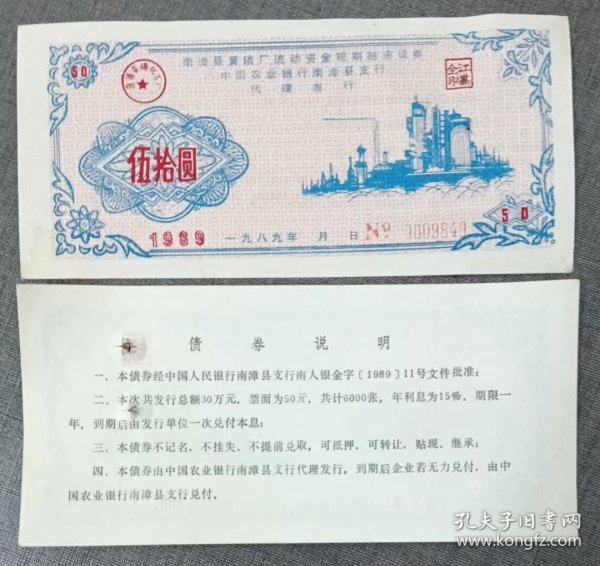 50
南漳县黄磷厂流动资金短期融资证券
中国农业银行南漳县支行
代理发行
伍拾圆
1989
一九八九年 月 日
№ 0009849
50
债券说明
一、本债券经中国人民银行南漳县支行南人银金字〔1989〕11号文件批准；
二、本次共发行总额30万元，票面为50元，共计6000张，年利息为15％，期限一
年，到期后由发行单位一次兑付本息；
三、本债券不记名、不挂失、不提前兑取，可抵押、可转让、贴现、继承；
四、本债券由中国农业银行南漳县支行代理发行，到期后企业若无力兑付，由中
国农业银行南漳县支行兑付。
孔夫子旧书网
www.kongfz.com